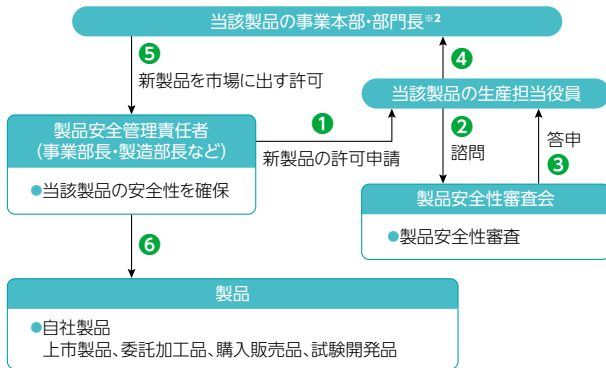 当該製品の事業本部・部門長※2
❺
新製品を市場に出す許可
❹
当該製品の生産担当役員
製品安全管理責任者
(事業部長・製造部長など)
●当該製品の安全性を確保
❶
新製品の許可申請
❷
諮問
答申
❸
製品安全性審査会
●製品安全性審査
❻
製品
●自社製品
上市製品、委託加工品、購入販売品、試験開発品